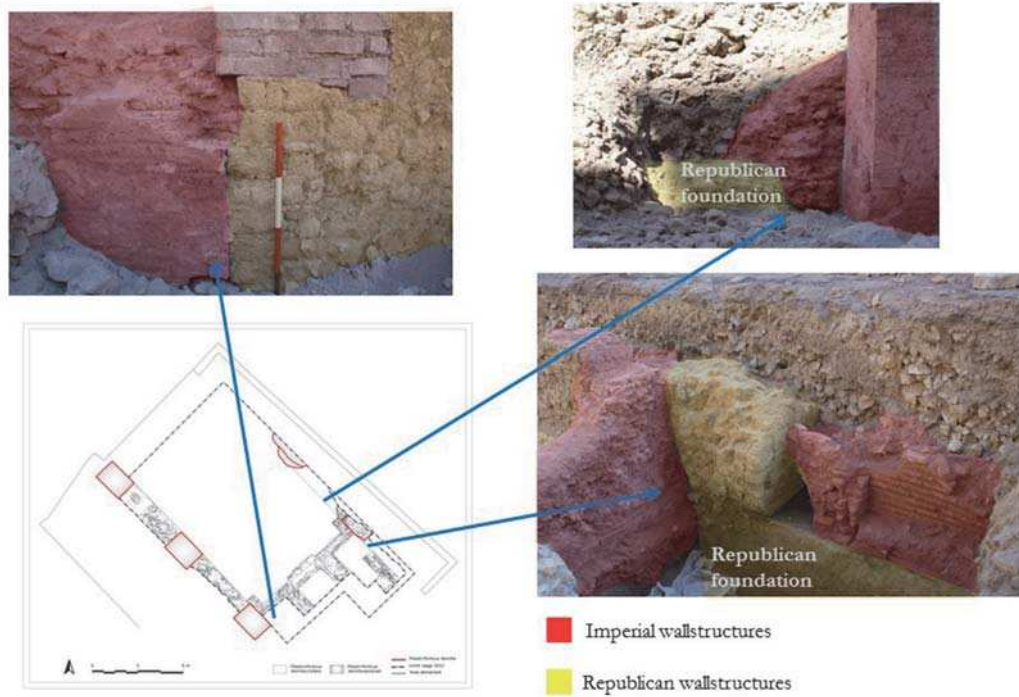 Republican
foundation
Republican
foundation
Imperial wallstructures
Republican wallstructures